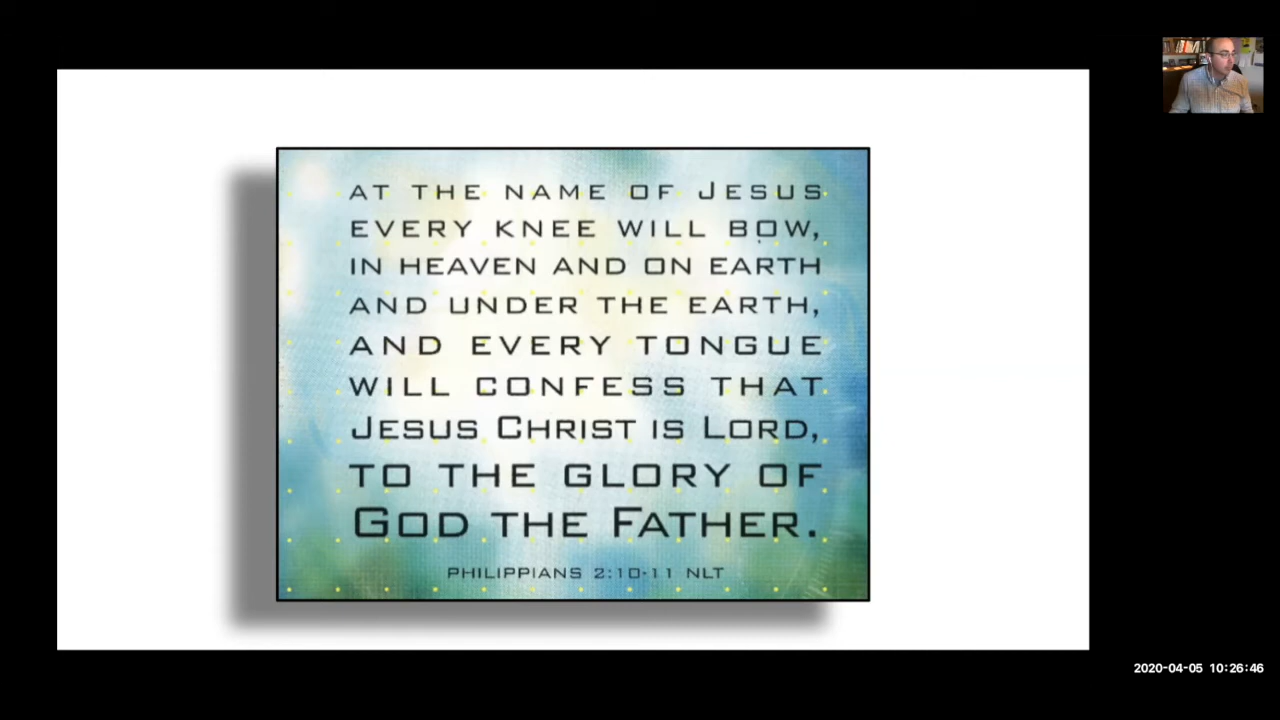 At the name of Jesus
every knee will bow,
in heaven and on earth
and under the earth,
and every tongue
will confess that
Jesus Christ is Lord,
to the glory of
God the Father.
Philippians 2:10-11 NLT
2020-04-05 10:26:46